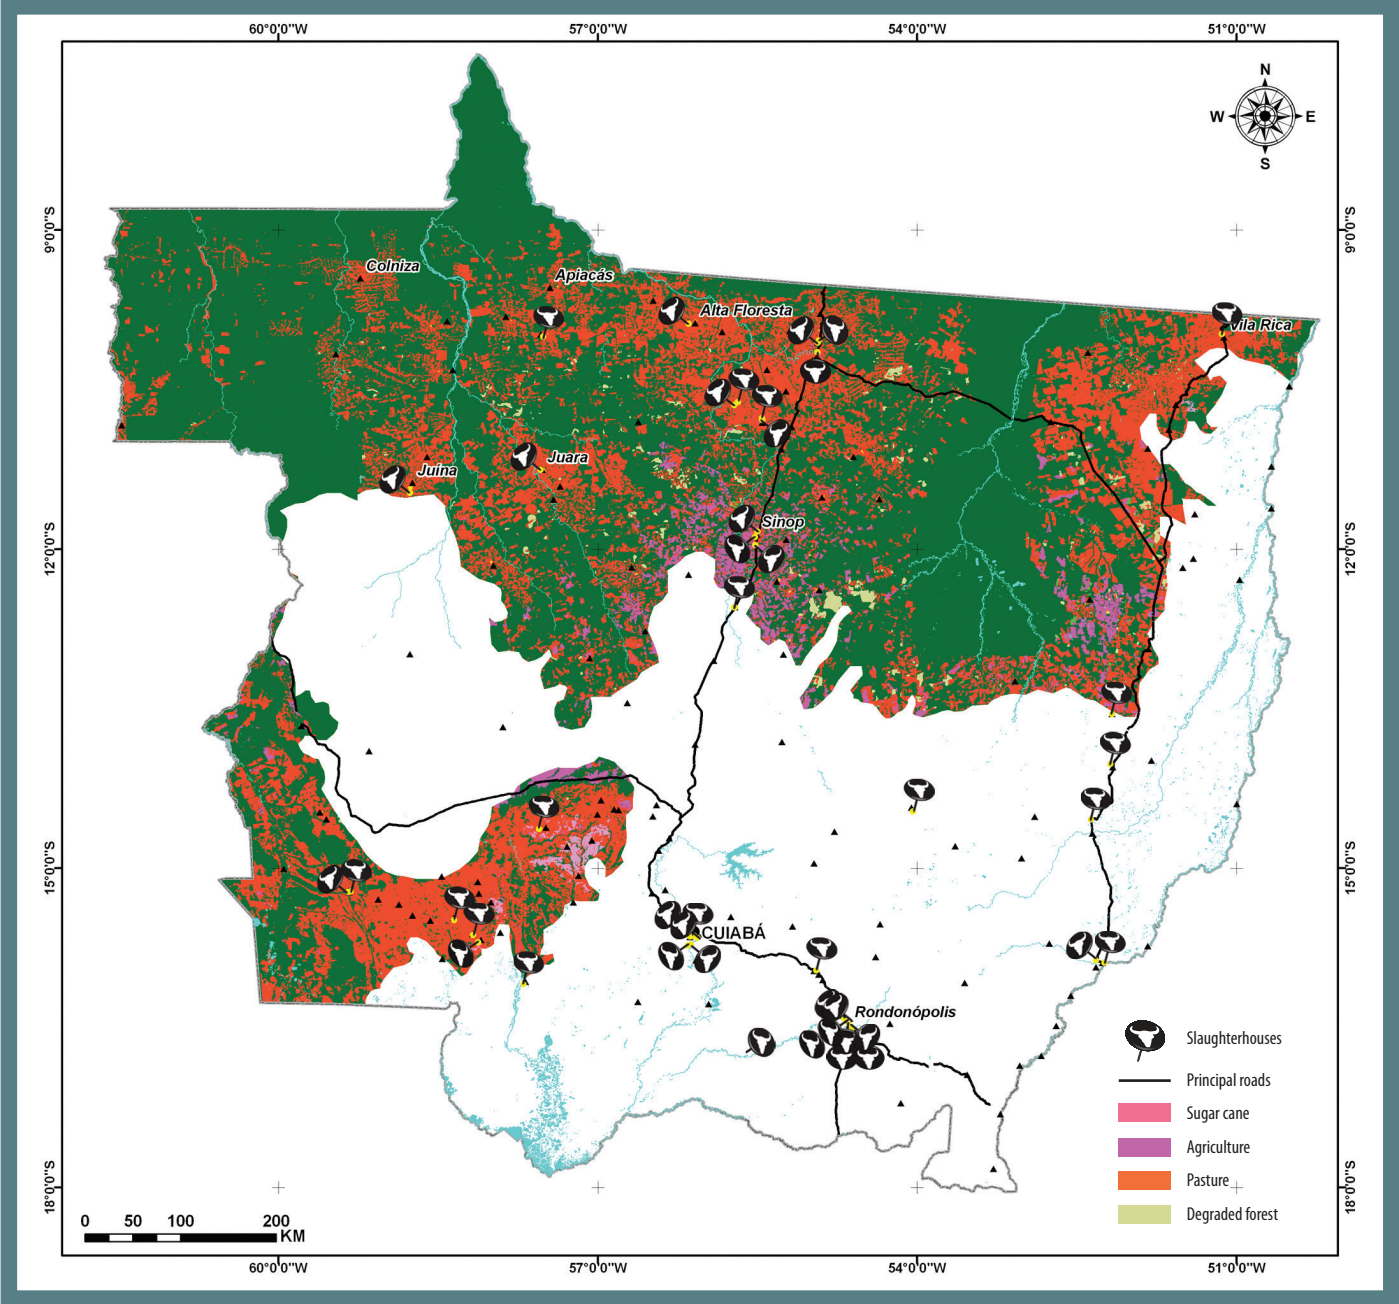 60°0'0"W 57°0'0"W 54°0'0"W 51°0'0"W
N
W E
S
9°0'0"S 9°0'0"S
Colniza
Apiacás
Alta Floresta
Vila Rica
Juina
Juara
Sinop
12°0'0"S 12°0'0"S
15°0'0"S 15°0'0"S
CUIABÁ
Rondonópolis
Slaughterhouses
Principal roads
Sugar cane
Agriculture
Pasture
Degraded forest
18°0'0"S 18°0'0"S
0 50 100 200
KM
60°0'0"W 57°0'0"W 54°0'0"W 51°0'0"W